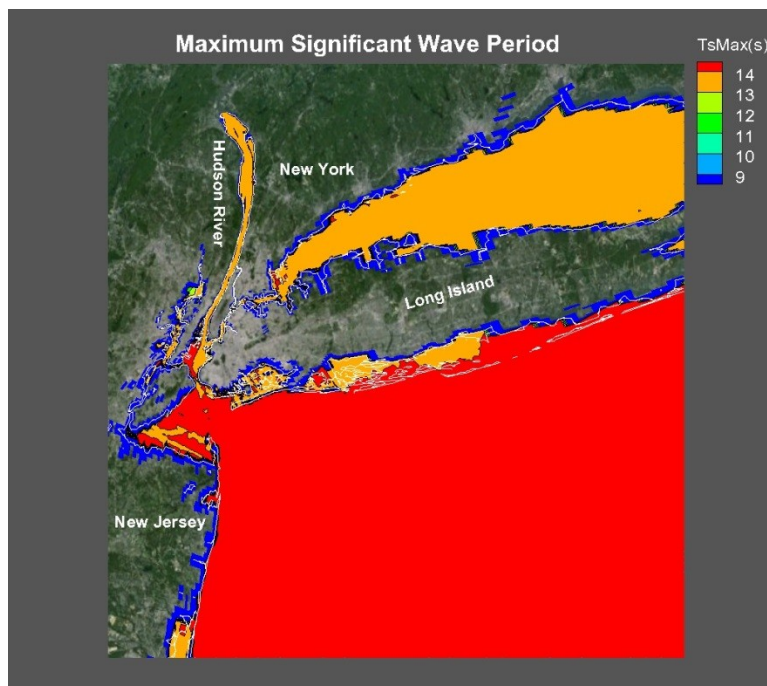 Maximum Significant Wave Period
TsMax(s)
14
13
12
11
10
9
Hudson River
New York
Long Island
New Jersey